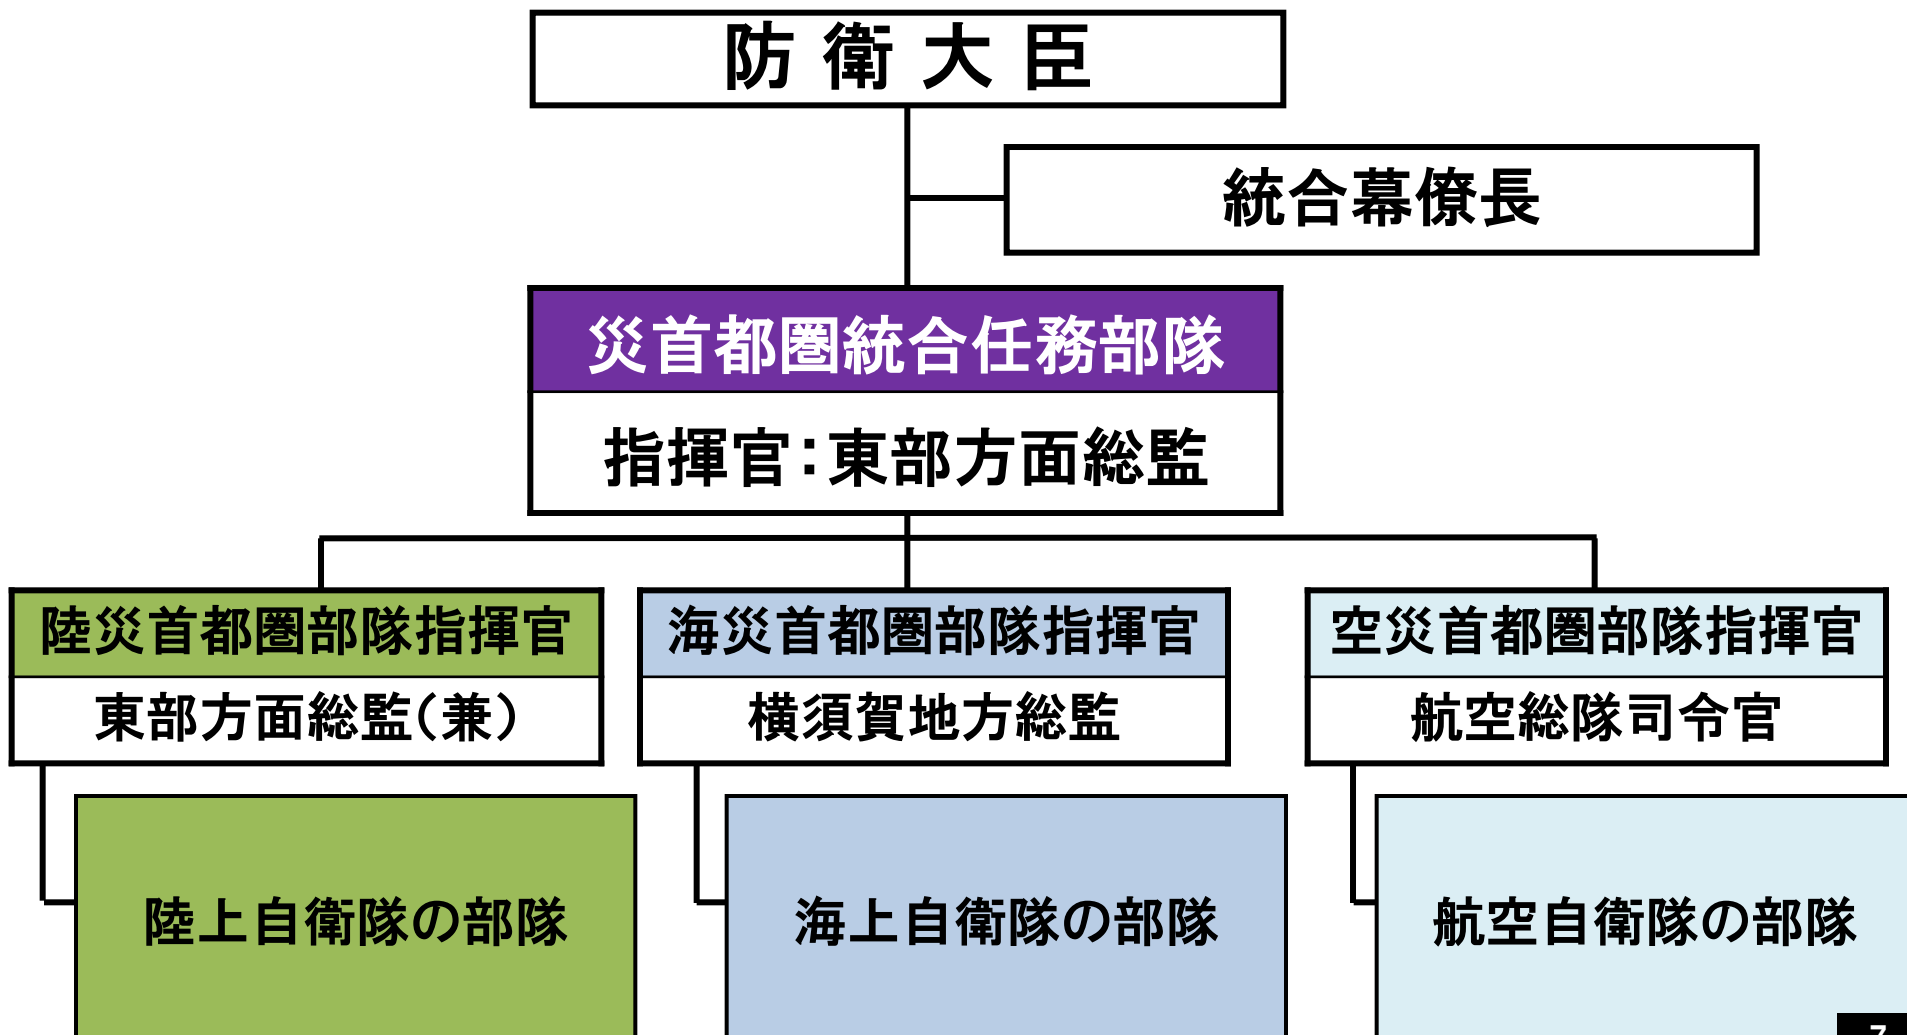 防衛大臣
統合幕僚長
災首都圏統合任務部隊
指揮官：東部方面総監
陸災首都圏部隊指揮官
東部方面総監（兼）
海災首都圏部隊指揮官
横須賀地方総監
空災首都圏部隊指揮官
航空総隊司令官
陸上自衛隊の部隊
海上自衛隊の部隊
航空自衛隊の部隊
7